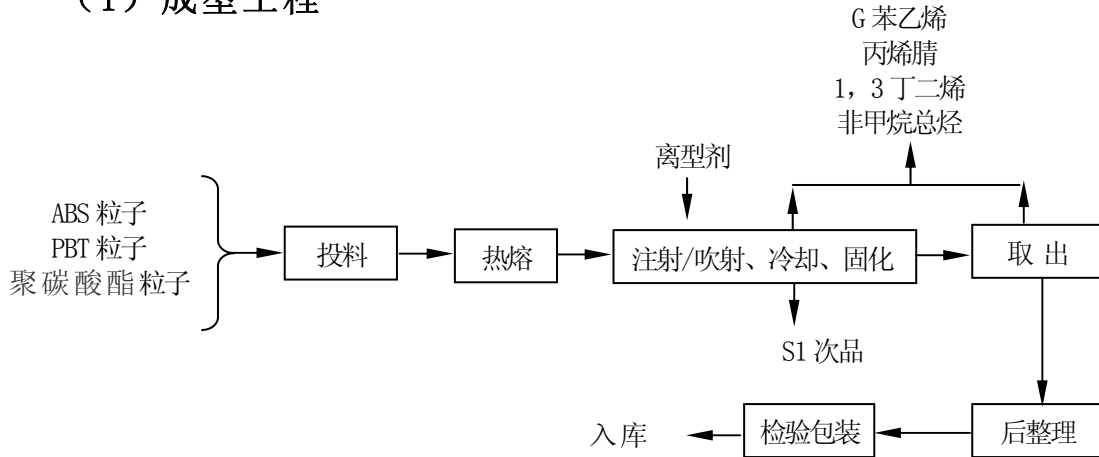 （1）成型工程
G 苯乙烯
丙烯腈
1，3 丁二烯
非甲烷总烃
离型剂
ABS 粒子
PBT 粒子
聚碳酸酯粒子
投料
热熔
注射/吹射、冷却、固化
取 出
S1 次品
入库
检验包装
后整理